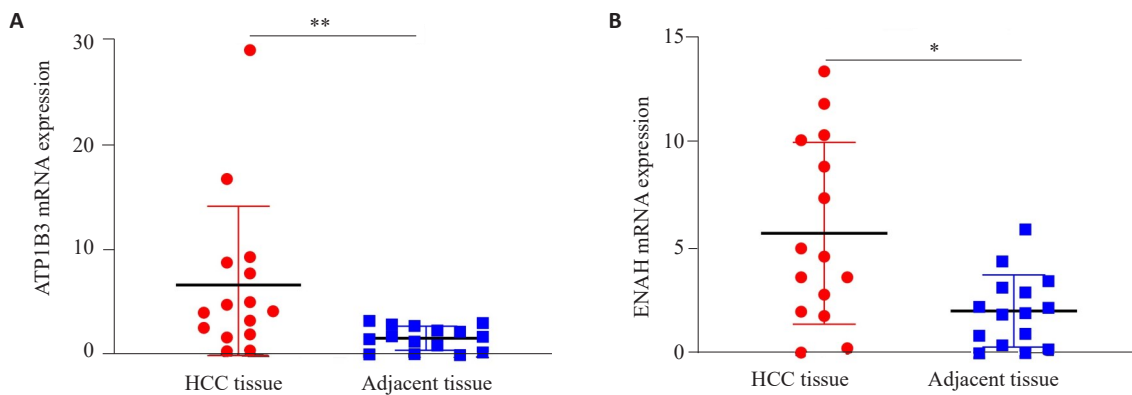 A
**
ATP1B3 mRNA expression
30
20
10
0
HCC tissue
Adjacent tissue
B
*
ENAH mRNA expression
15
10
5
0
HCC tissue
Adjacent tissue